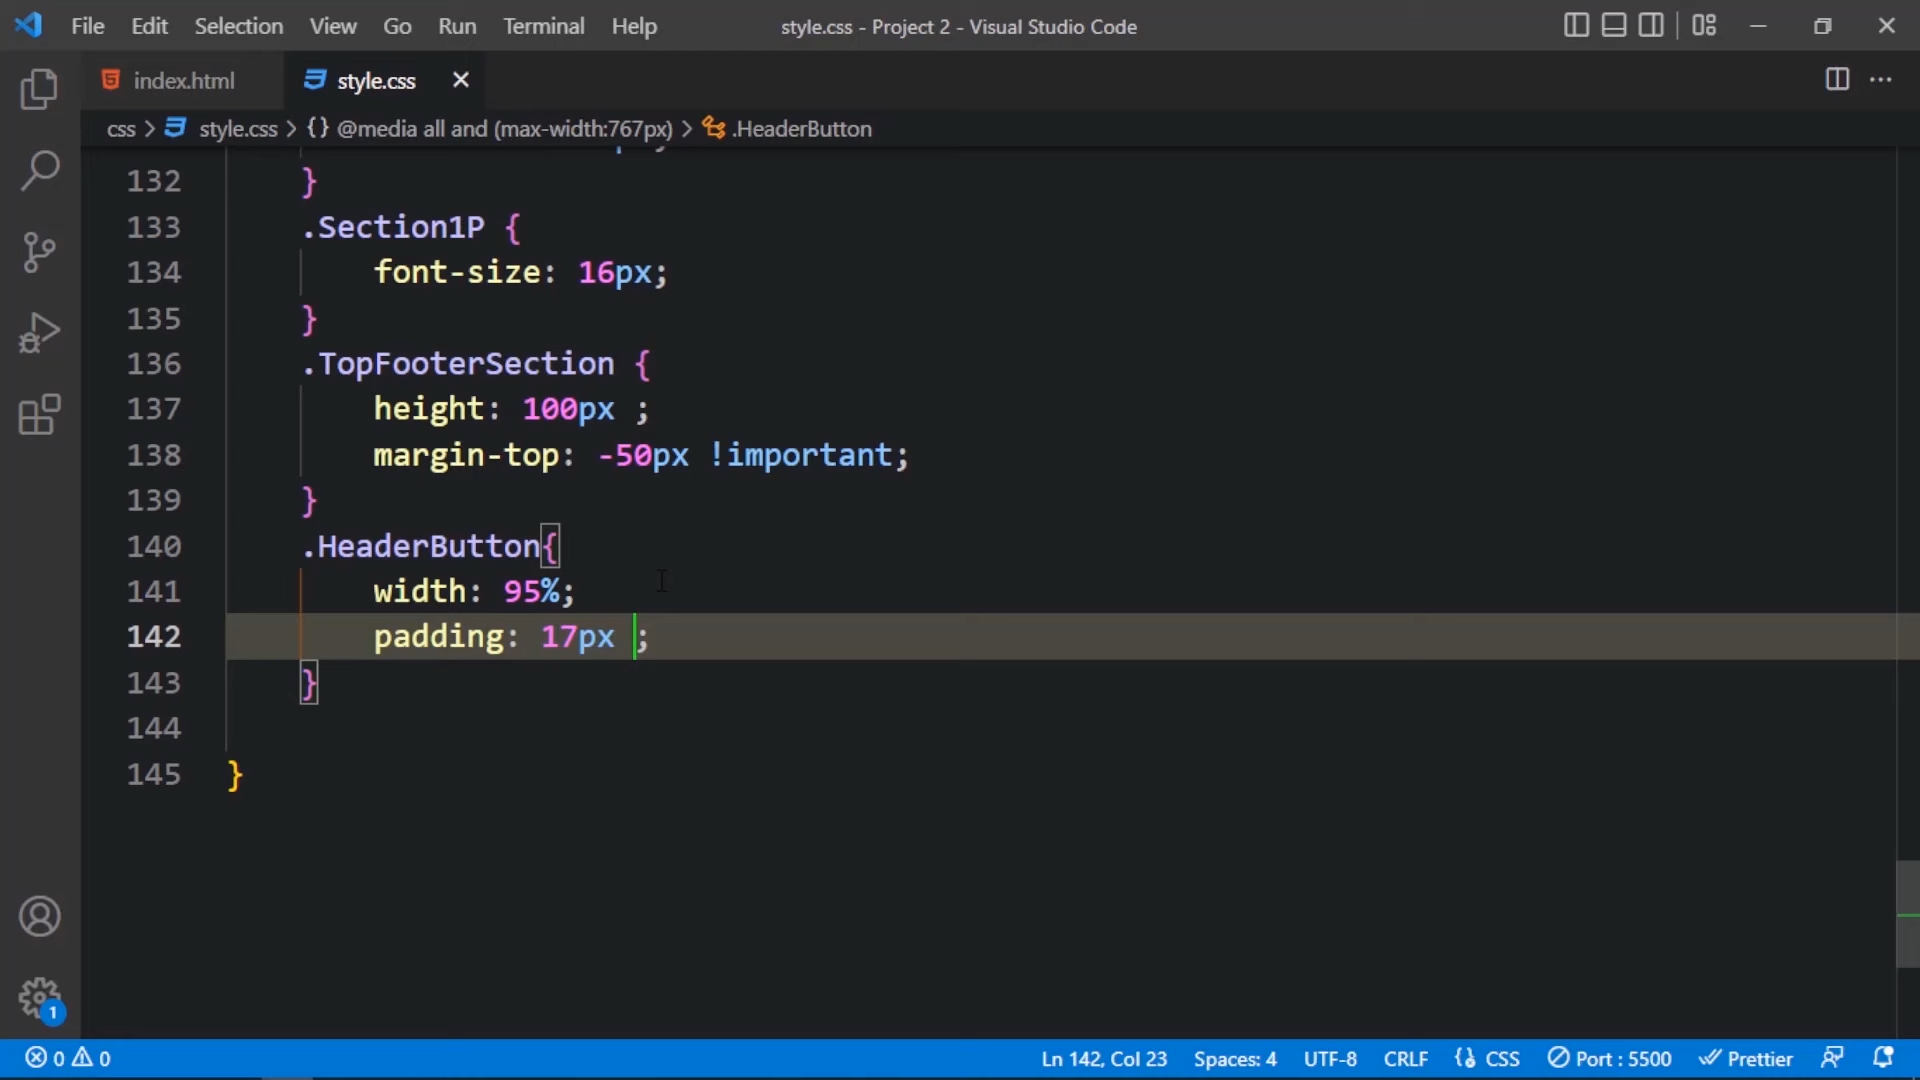 File Edit Selection View Go Run Terminal Help style.css - Project 2 - Visual Studio Code
index.html style.css
css > style.css > {} @media all and (max-width:767px) > .HeaderButton
132 }
133 .Section1P {
134 font-size: 16px;
135 }
136 .TopFooterSection {
137 height: 100px ;
138 margin-top: -50px !important;
139 }
140 .HeaderButton{
141 width: 95%;
142 padding: 17px ;
143 }
144
145 }
1
0 0 Ln 142, Col 23 Spaces: 4 UTF-8 CRLF CSS Port : 5500 Prettier